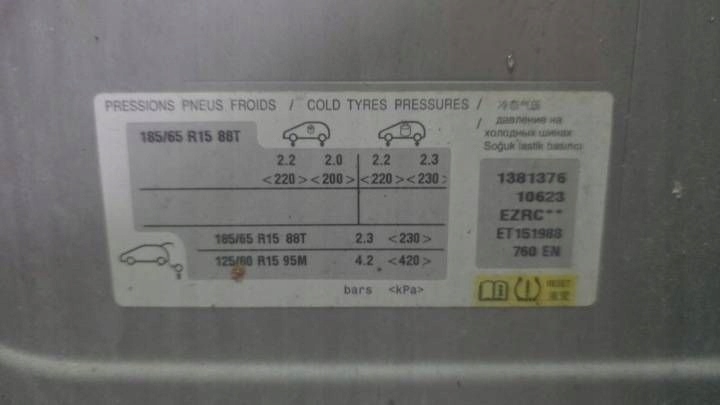 PRESSIONS PNEUS FROIDS / COLD TYRES PRESSURES /
/ давление на
холодных шинах
Soğuk lastik basıncı
185/65 R15 88T
2.2 2.0 2.2 2.3
<220> <200> <220> <230>
185/65 R15 88T 2.3 <230>
125/80 R15 95M 4.2 <420>
bars <kPa>
1381376
10623
EZRC**
ET151988
760 EN
RESET